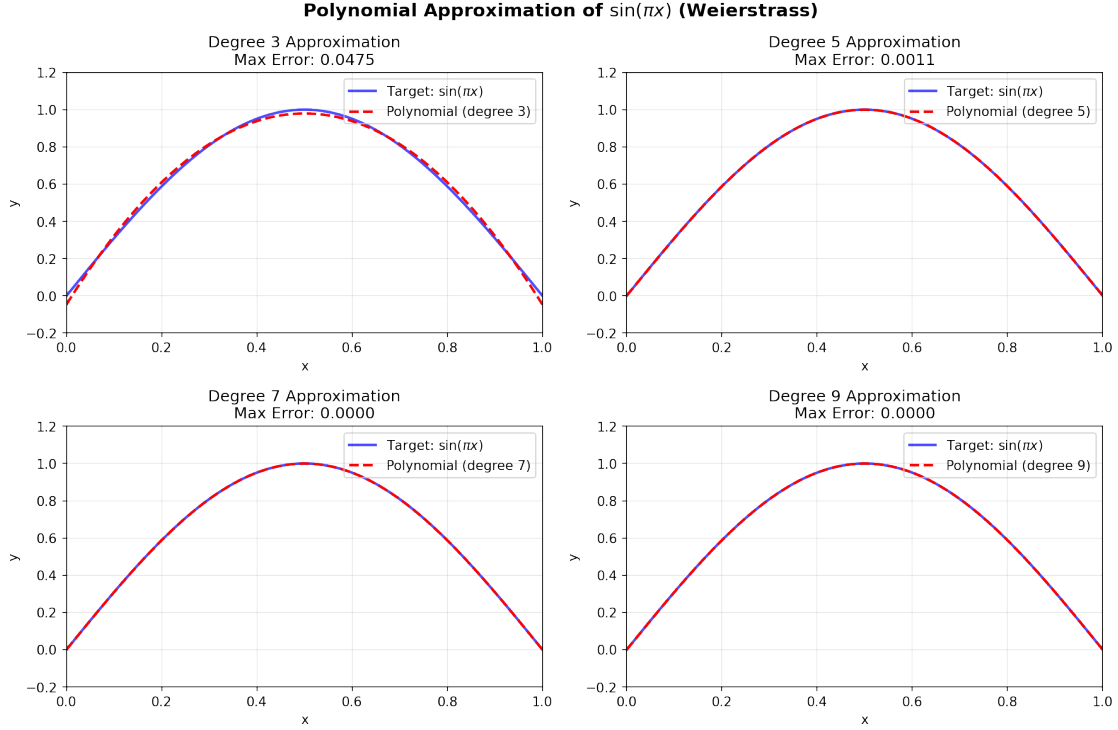 Polynomial Approximation of sin(πx) (Weierstrass)
Degree 3 Approximation
Max Error: 0.0475
Target: sin(πx)
Polynomial (degree 3)
y
1.2
1.0
0.8
0.6
0.4
0.2
0.0
−0.2
0.0 0.2 0.4 0.6 0.8 1.0
x
Degree 5 Approximation
Max Error: 0.0011
Target: sin(πx)
Polynomial (degree 5)
y
1.2
1.0
0.8
0.6
0.4
0.2
0.0
−0.2
0.0 0.2 0.4 0.6 0.8 1.0
x
Degree 7 Approximation
Max Error: 0.0000
Target: sin(πx)
Polynomial (degree 7)
y
1.2
1.0
0.8
0.6
0.4
0.2
0.0
−0.2
0.0 0.2 0.4 0.6 0.8 1.0
x
Degree 9 Approximation
Max Error: 0.0000
Target: sin(πx)
Polynomial (degree 9)
y
1.2
1.0
0.8
0.6
0.4
0.2
0.0
−0.2
0.0 0.2 0.4 0.6 0.8 1.0
x